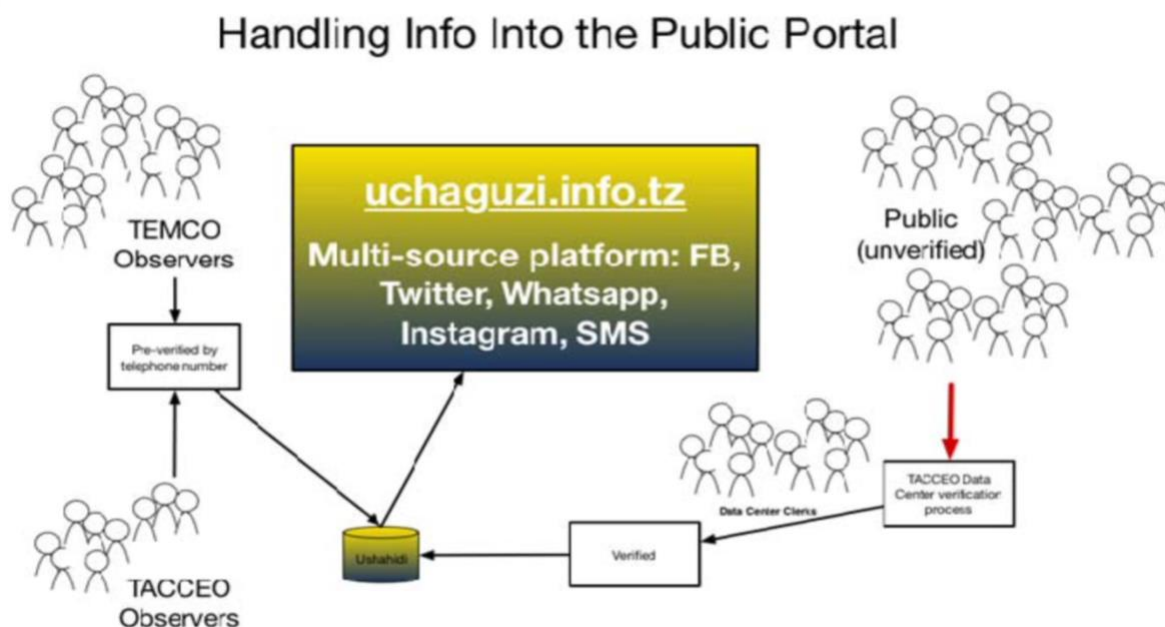 Handling Info Into the Public Portal
TEMCO
Observers
Pre-verified by
telephone number
TACCEO
Observers
uchaguzi.info.tz
Multi-source platform: FB,
Twitter, Whatsapp,
Instagram, SMS
Public
(unverified)
TACCEO Data
Center verification
process
Data Center Clerks
Verified
Ushahidi